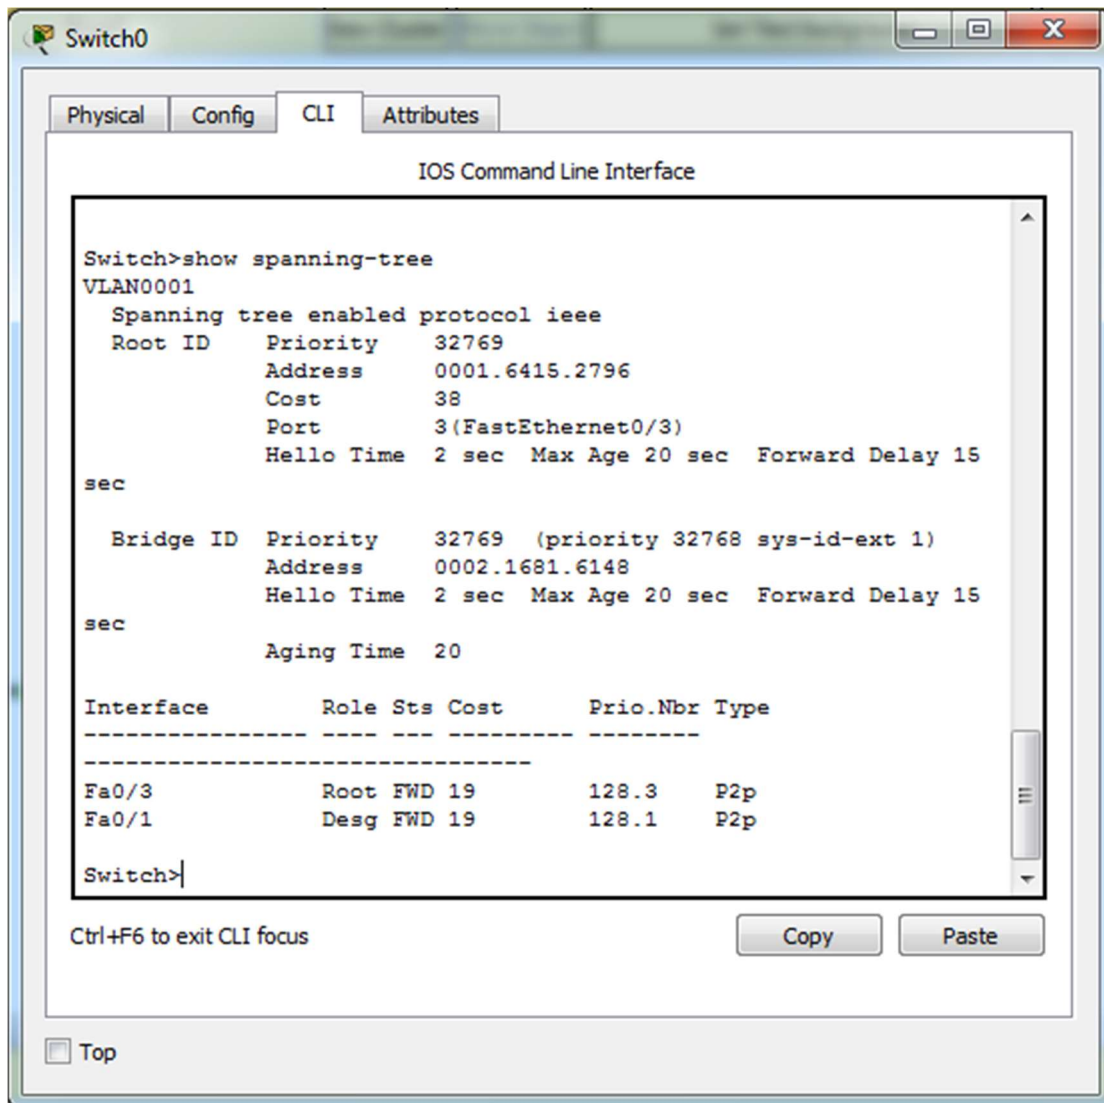 Switch0
Physical Config CLI Attributes
IOS Command Line Interface
Switch>show spanning-tree
VLAN0001
  Spanning tree enabled protocol ieee
  Root ID    Priority    32769
             Address     0001.6415.2796
             Cost        38
             Port        3(FastEthernet0/3)
             Hello Time  2 sec  Max Age 20 sec  Forward Delay 15
sec
  Bridge ID  Priority    32769  (priority 32768 sys-id-ext 1)
             Address     0002.1681.6148
             Hello Time  2 sec  Max Age 20 sec  Forward Delay 15
sec
             Aging Time  20
Interface        Role Sts Cost      Prio.Nbr Type
---------------- ---- --- --------- --------
--------------------------------
Fa0/3            Root FWD 19        128.3    P2p
Fa0/1            Desg FWD 19        128.1    P2p
Switch>
Ctrl+F6 to exit CLI focus
Copy Paste
Top